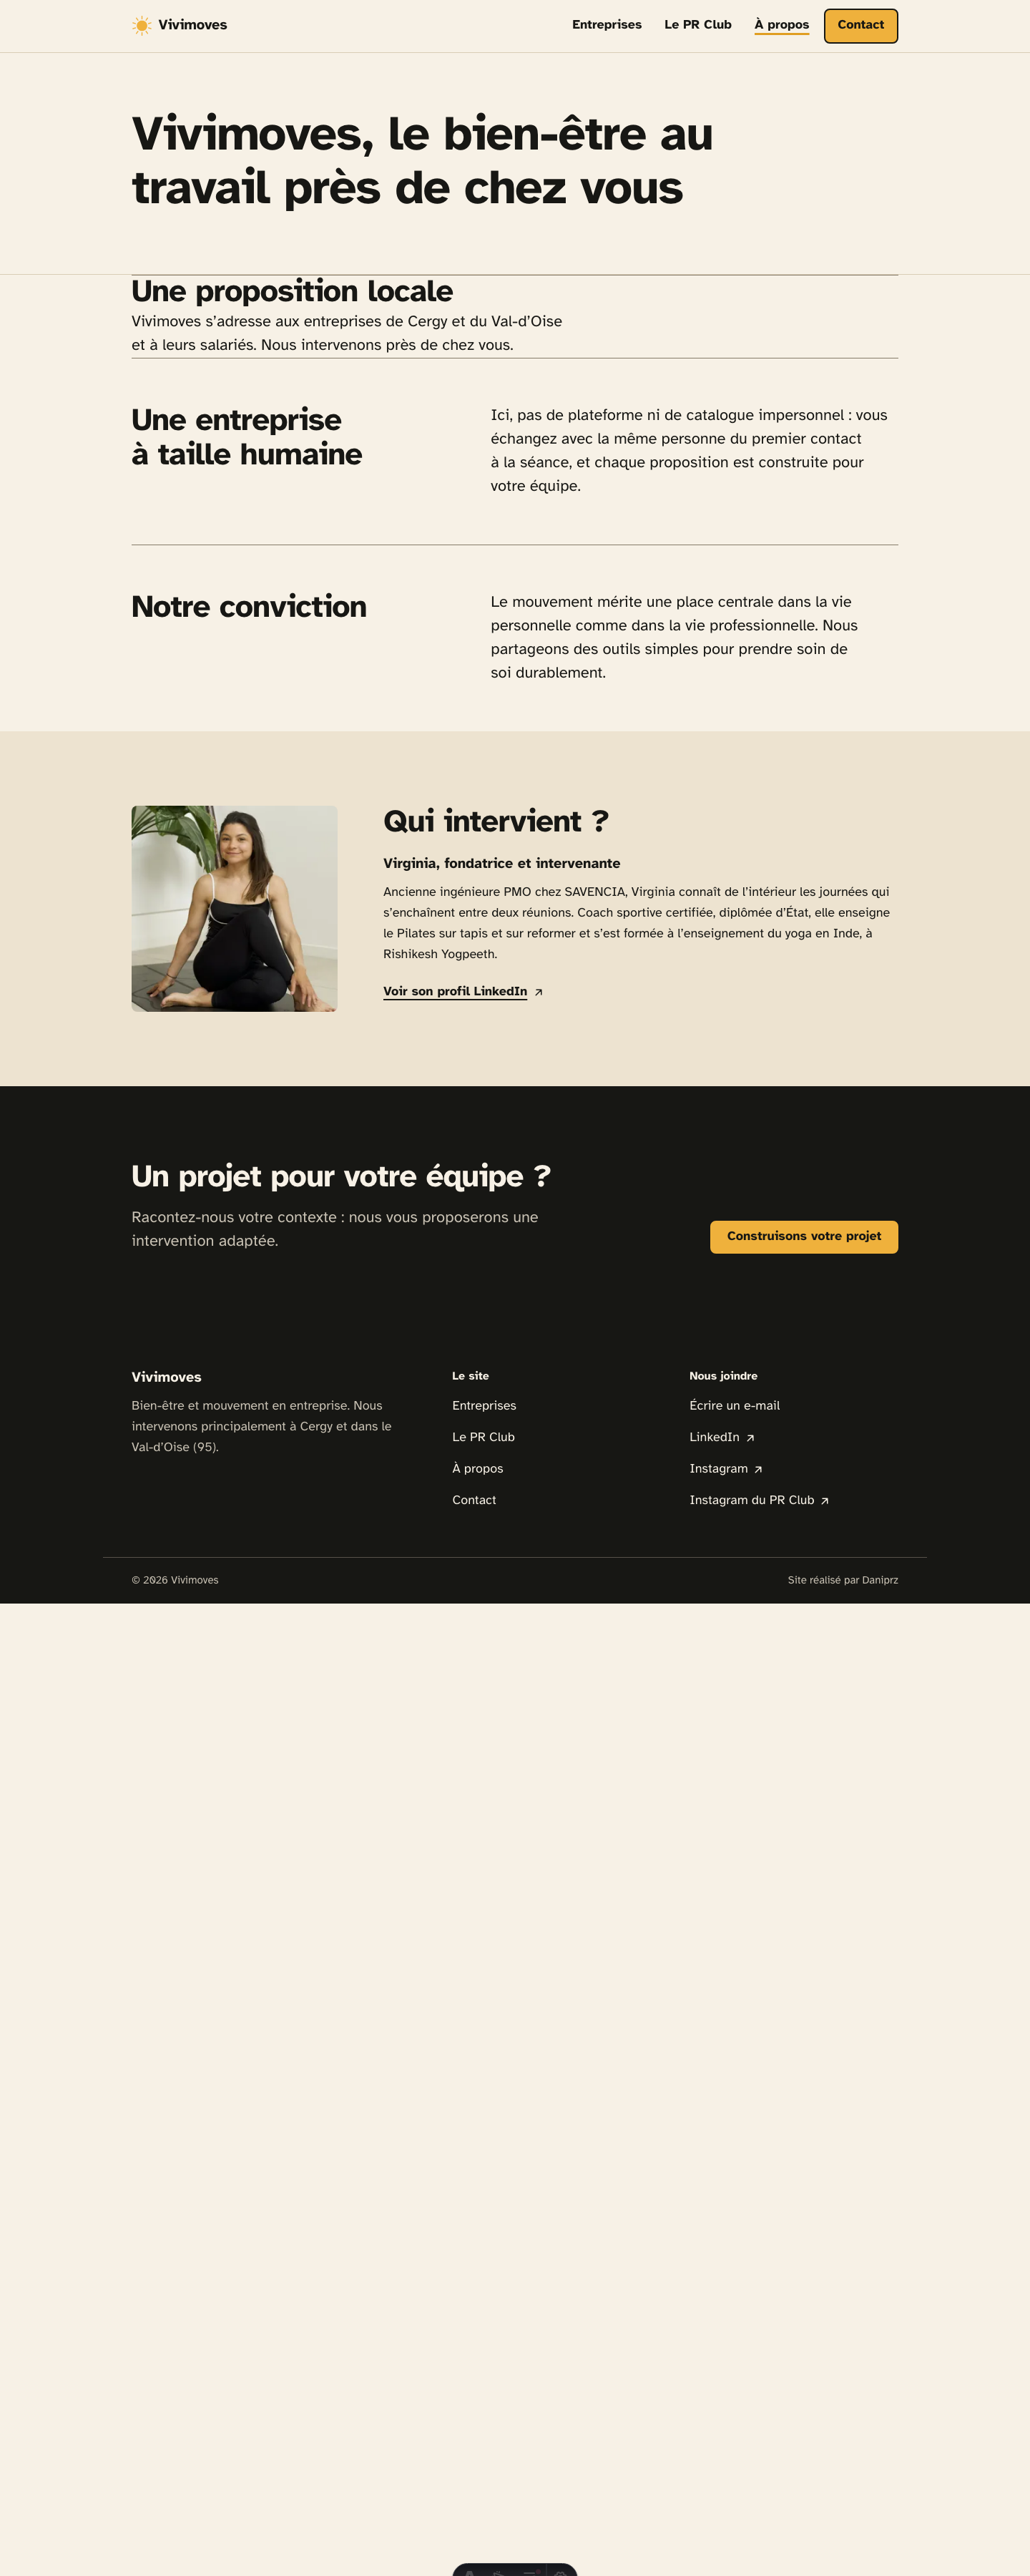 Vivimoves
Entreprises
Le PR Club
À propos
Contact
Vivimoves, le bien-être au
travail près de chez vous
Une proposition locale
Vivimoves s’adresse aux entreprises de Cergy et du Val-d’Oise
et à leurs salariés. Nous intervenons près de chez vous.
Une entreprise
à taille humaine
Ici, pas de plateforme ni de catalogue impersonnel : vous
échangez avec la même personne du premier contact
à la séance, et chaque proposition est construite pour
votre équipe.
Notre conviction
Le mouvement mérite une place centrale dans la vie
personnelle comme dans la vie professionnelle. Nous
partageons des outils simples pour prendre soin de
soi durablement.
Qui intervient ?
Virginia, fondatrice et intervenante
Ancienne ingénieure PMO chez SAVENCIA, Virginia connaît de l’intérieur les journées qui
s’enchaînent entre deux réunions. Coach sportive certifiée, diplômée d’État, elle enseigne
le Pilates sur tapis et sur reformer et s’est formée à l’enseignement du yoga en Inde, à
Rishikesh Yogpeeth.
Voir son profil LinkedIn ↗
Un projet pour votre équipe ?
Racontez-nous votre contexte : nous vous proposerons une
intervention adaptée.
Construisons votre projet
Vivimoves
Bien-être et mouvement en entreprise. Nous
intervenons principalement à Cergy et dans le
Val-d’Oise (95).
Le site
Entreprises
Le PR Club
À propos
Contact
Nous joindre
Écrire un e-mail
LinkedIn ↗
Instagram ↗
Instagram du PR Club ↗
© 2026 Vivimoves
Site réalisé par Daniprz